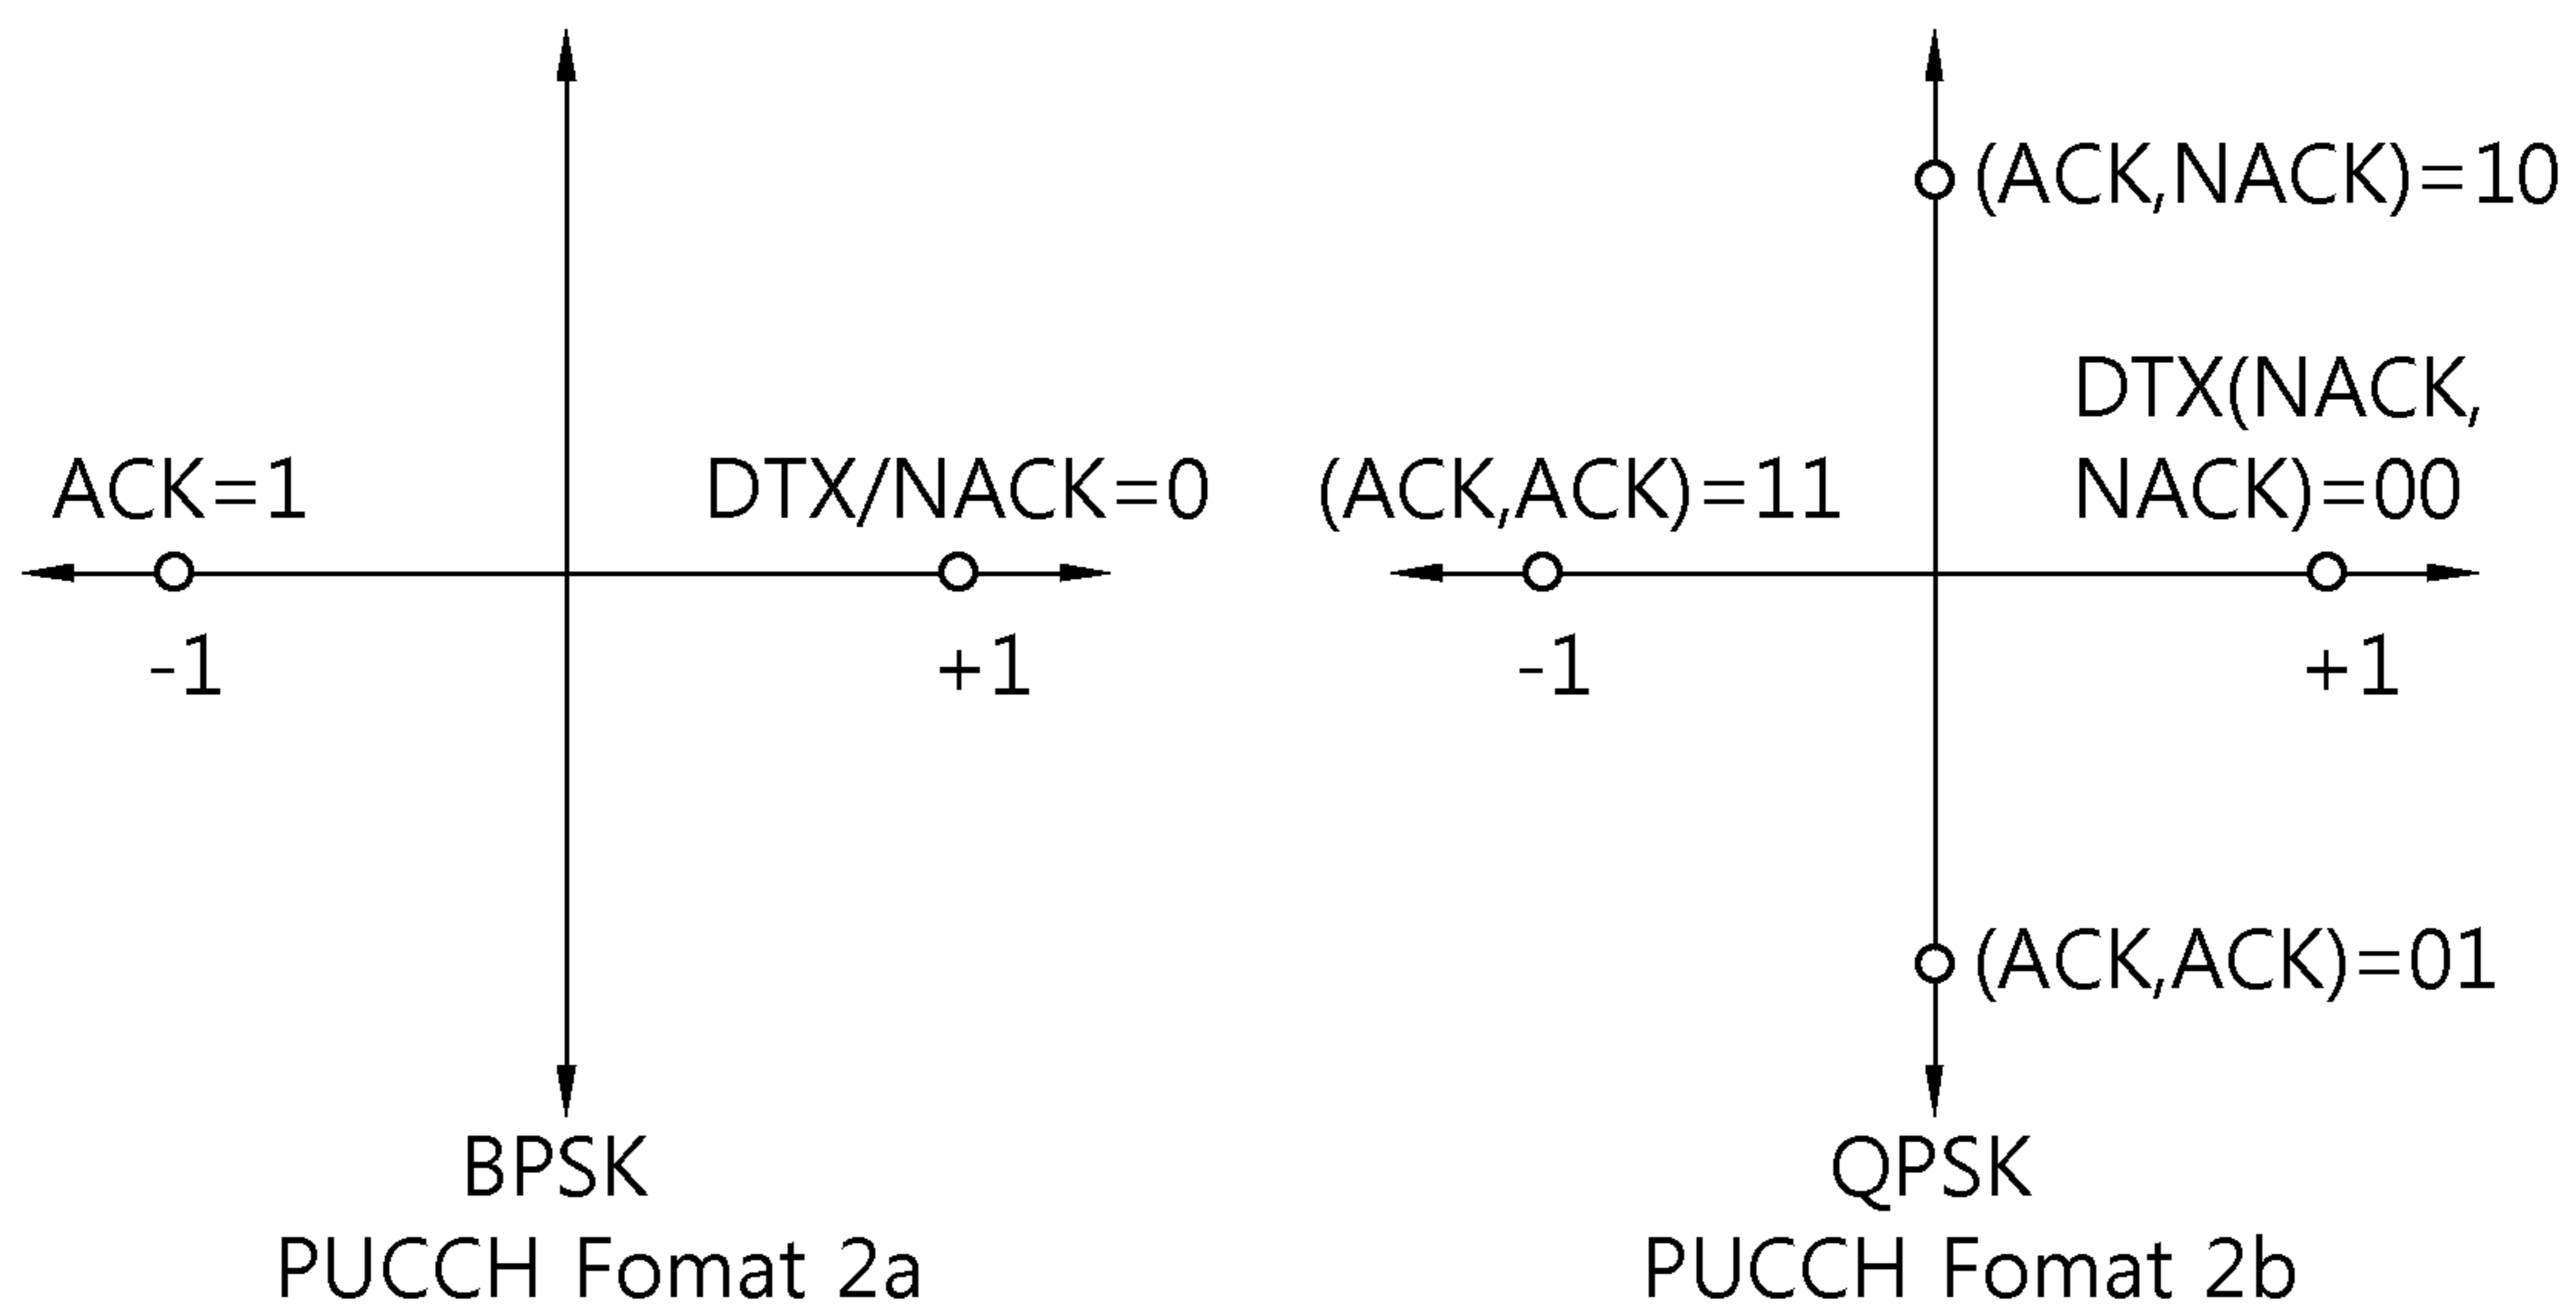 ACK=1
DTX/NACK=0
-1
+1
BPSK
PUCCH Fomat 2a
(ACK,NACK)=10
DTX(NACK,
NACK)=00
(ACK,ACK)=11
-1
+1
(ACK,ACK)=01
QPSK
PUCCH Fomat 2b